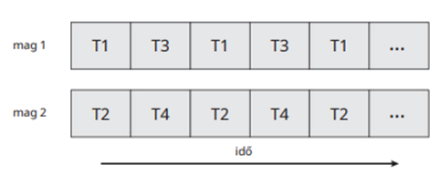 mag 1 T1 T3 T1 T3 T1 ...
mag 2 T2 T4 T2 T4 T2 ...
idő